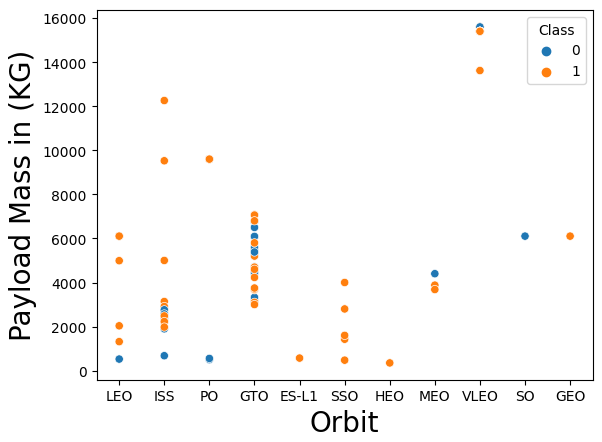 Payload Mass in (KG)
16000
14000
12000
10000
8000
6000
4000
2000
0
Class
0
1
LEO ISS PO GTO ES-L1 SSO HEO MEO VLEO SO GEO
Orbit